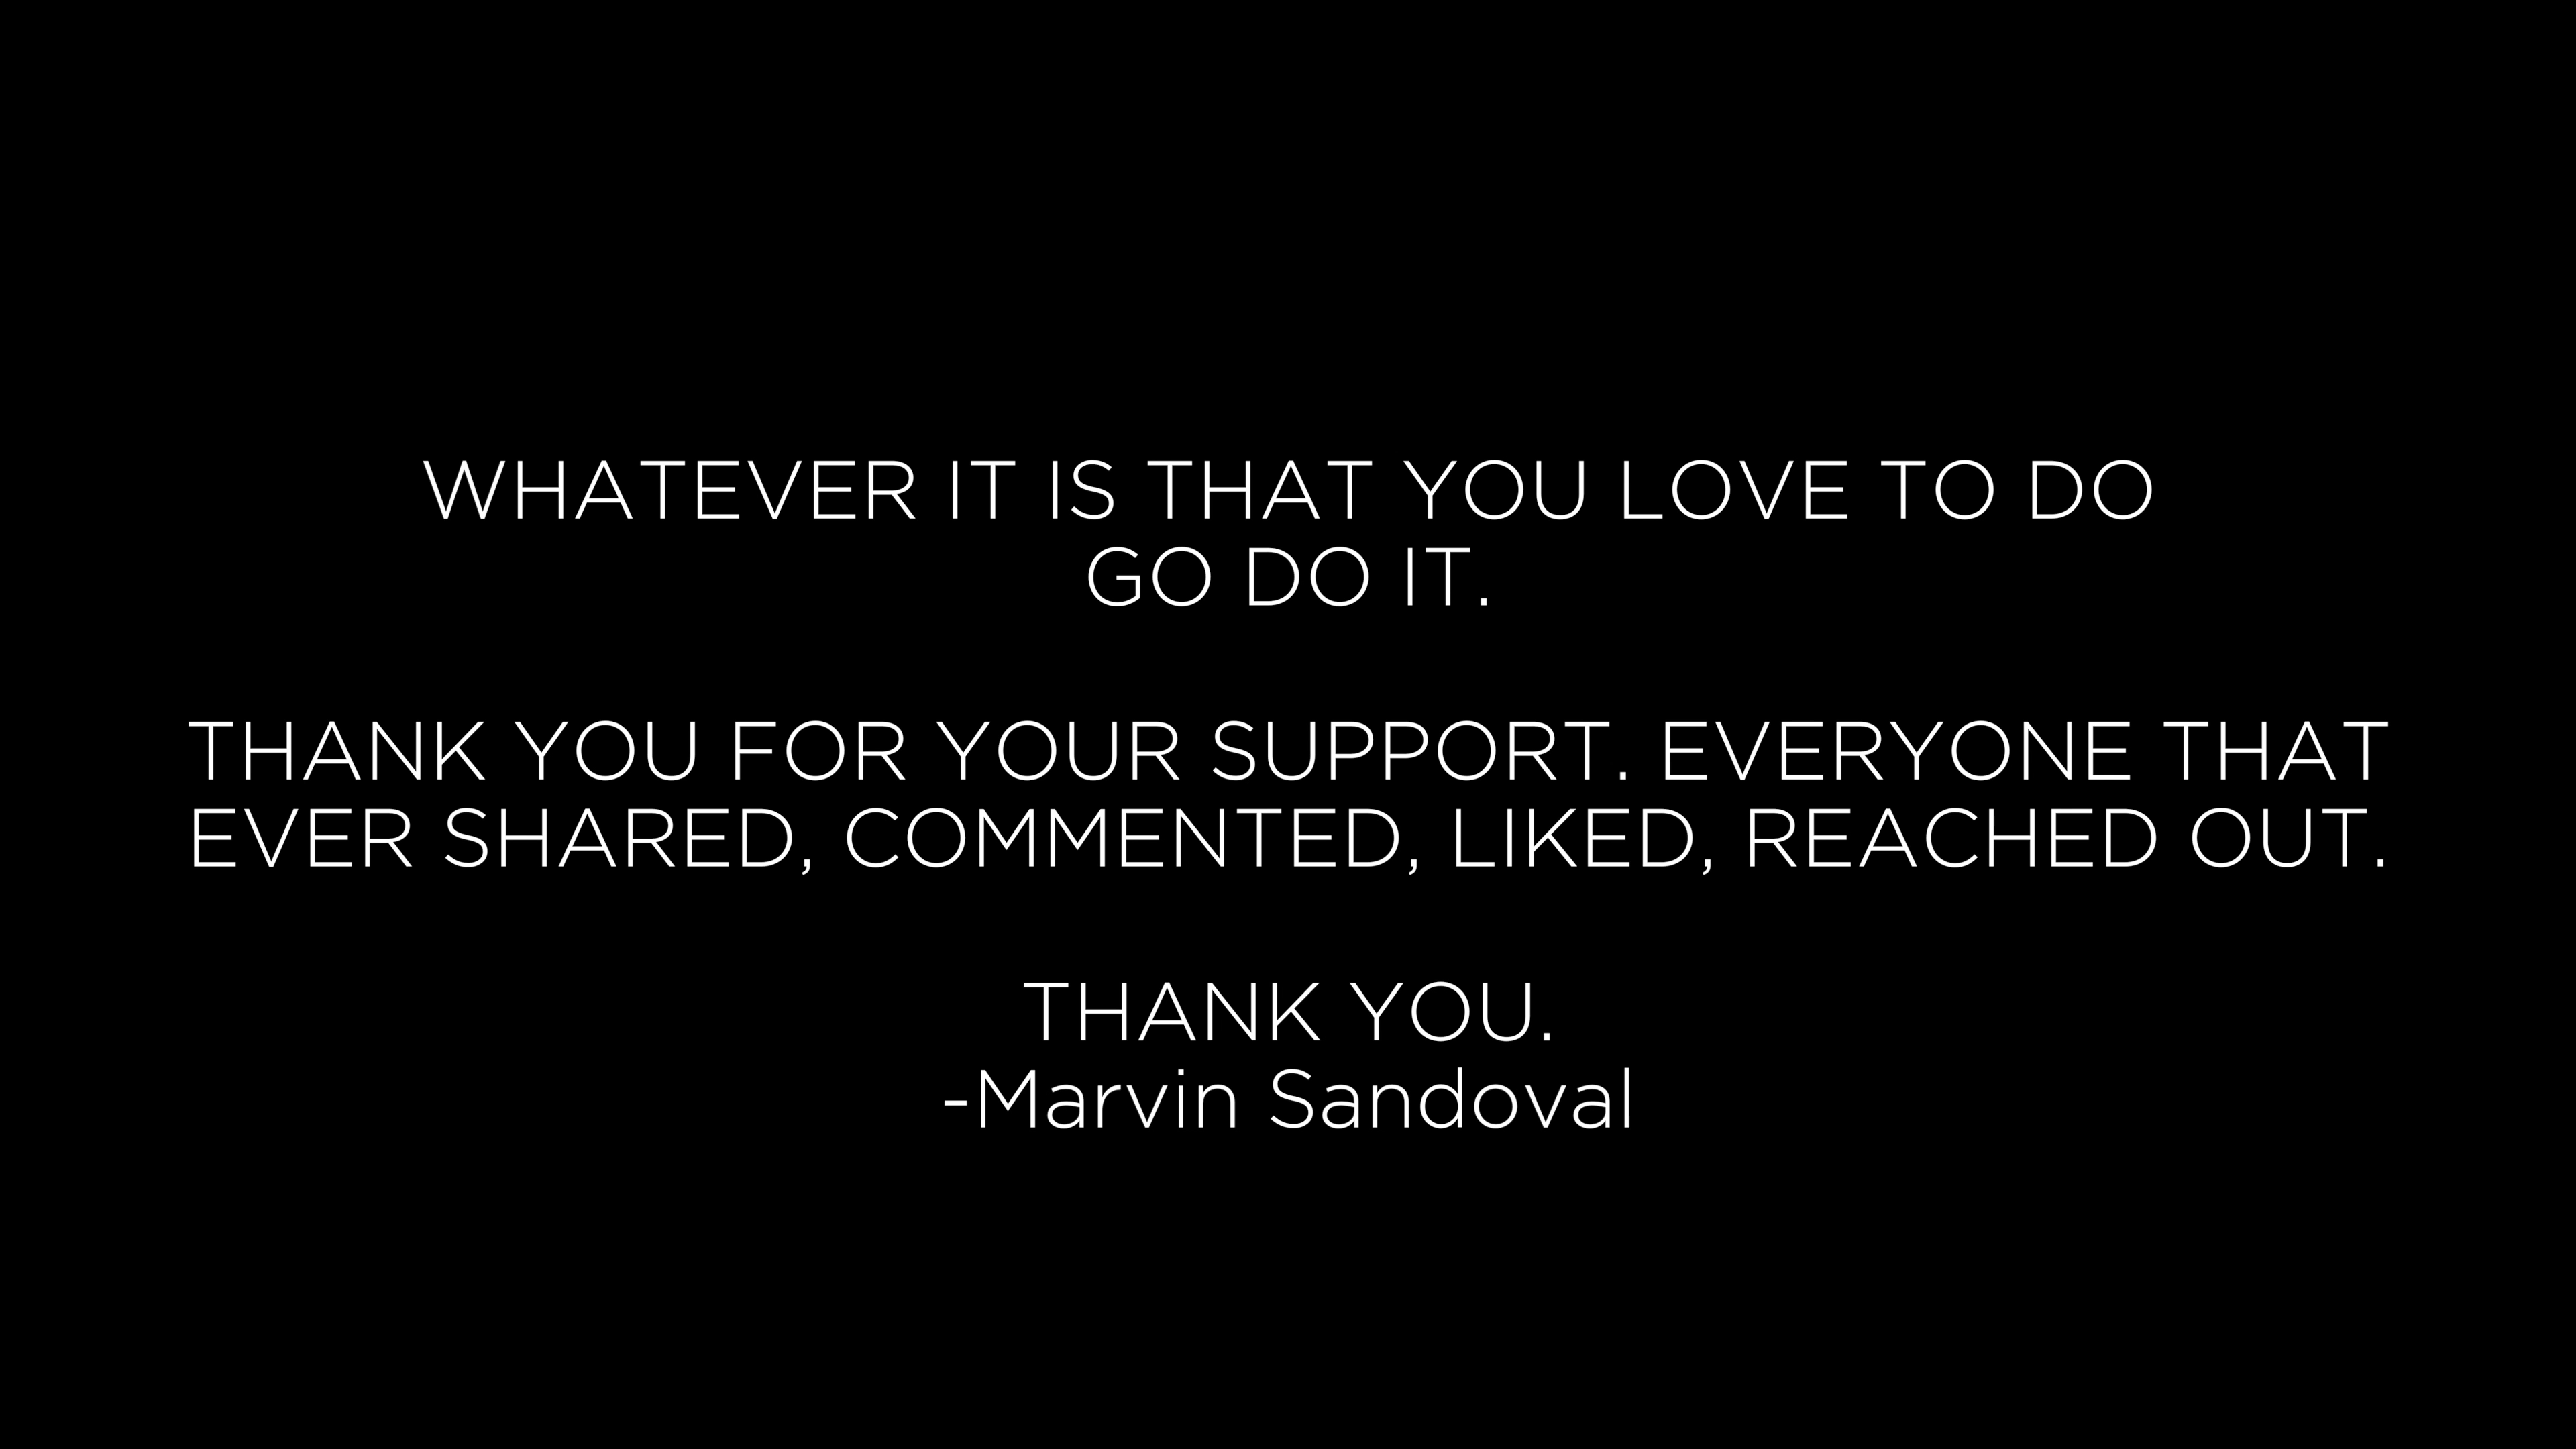 WHATEVER IT IS THAT YOU LOVE TO DO
GO DO IT.
THANK YOU FOR YOUR SUPPORT. EVERYONE THAT
EVER SHARED, COMMENTED, LIKED, REACHED OUT.
THANK YOU.
-Marvin Sandoval